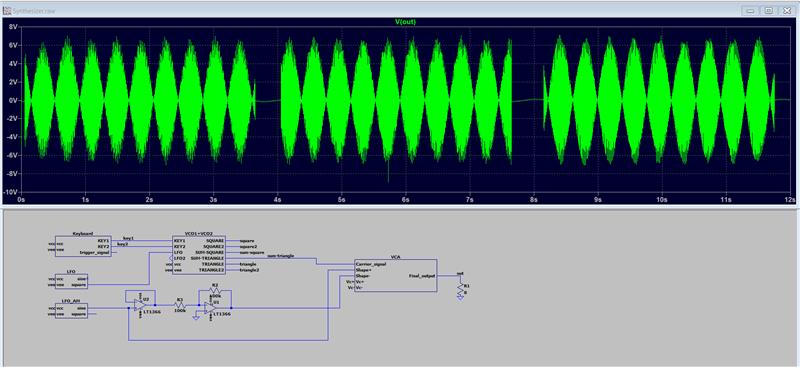 Synthesizer.raw
V(out)
8V
6V
4V
2V
0V
-2V
-4V
-6V
-8V
-10V
0s 1s 2s 3s 4s 5s 6s 7s 8s 9s 10s 11s 12s
Keyboard
vcc vcc KEY1 key1
vee vee KEY2 key2
trigger_signal
VCO1+VCO2
KEY1 SQUARE square
KEY2 SQUARE2 square2
LFO SUM-SQUARE sum-square
LFO2 SUM-TRIANGLE sum-triangle
vcc vcc TRIANGLE triangle
vee vee TRIANGLE2 triangle2
LFO
vcc vcc sine
vee vee square
LFO_AM
vcc vcc sine
vee vee square
U2
LT1366
R3
100k
R2
100k
U1
LT1366
VCA
Carrier_signal
Shape+ Final_output out
Shape-
Vc+ Vc+
Vc- Vc-
R1
8